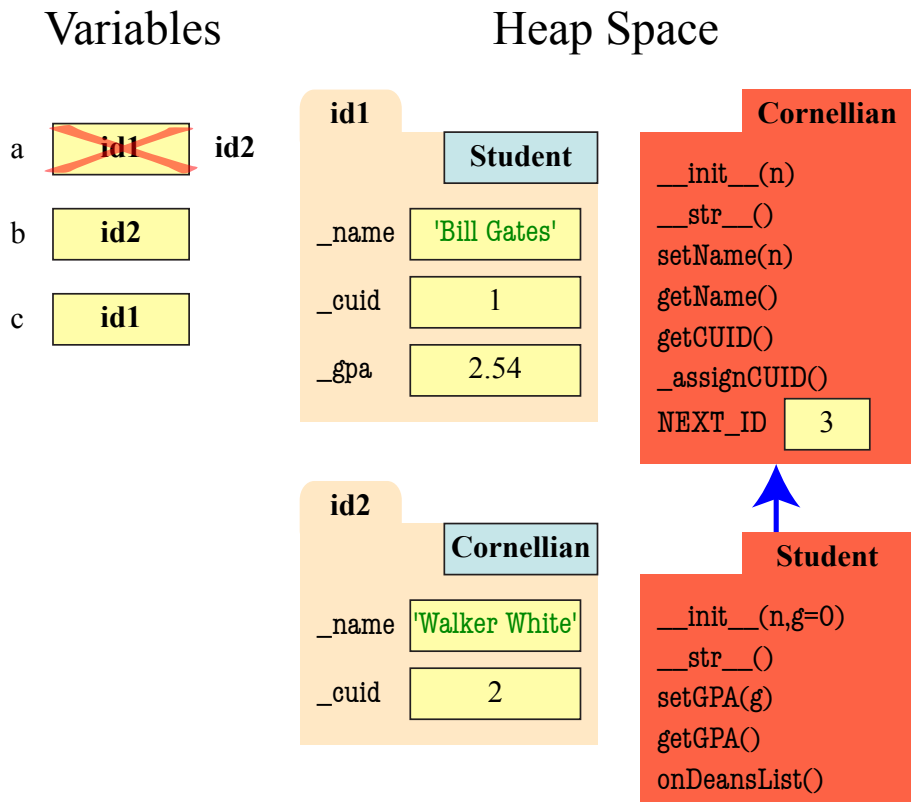 Variables
Heap Space
a id1 id2
b id2
c id1
id1
Student
_name 'Bill Gates'
_cuid 1
_gpa 2.54
id2
Cornellian
_name 'Walker White'
_cuid 2
Cornellian
__init__(n)
__str__()
setName(n)
getName()
getCUID()
_assignCUID()
NEXT_ID 3
Student
__init__(n,g=0)
__str__()
setGPA(g)
getGPA()
onDeansList()